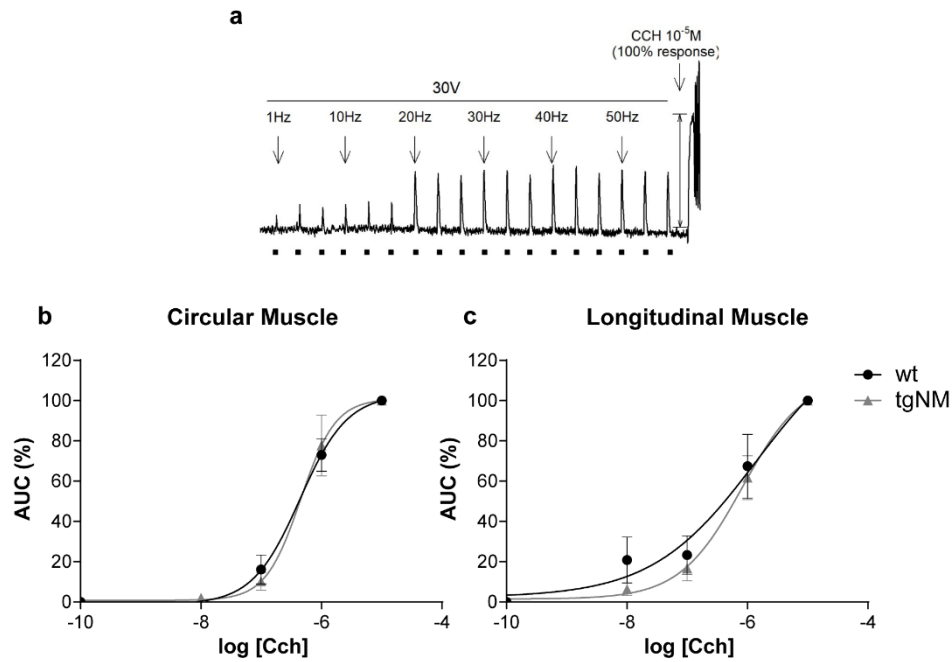 a
CCH 10⁻⁵M
(100% response)
30V
1Hz 10Hz 20Hz 30Hz 40Hz 50Hz
b Circular Muscle
120
100
80
60
40
20
0
AUC (%)
-10 -8 -6 -4
log [Cch]
c Longitudinal Muscle
120
100
80
60
40
20
0
AUC (%)
-10 -8 -6 -4
log [Cch]
wt
tgNM